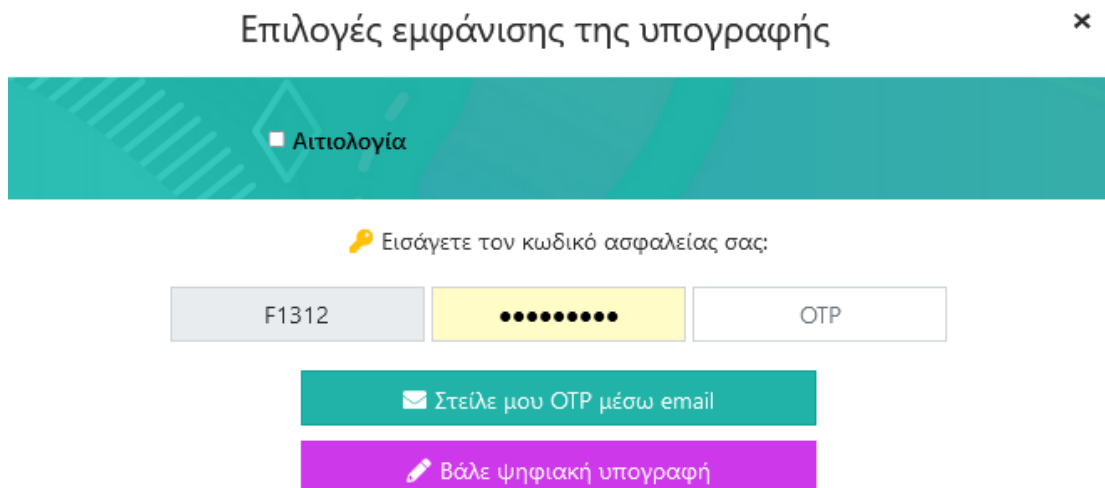 Επιλογές εμφάνισης της υπογραφής ×
Αιτιολογία
Εισάγετε τον κωδικό ασφαλείας σας:
F1312 ●●●●●●●●● OTP
Στείλε μου OTP μέσω email
Βάλε ψηφιακή υπογραφή